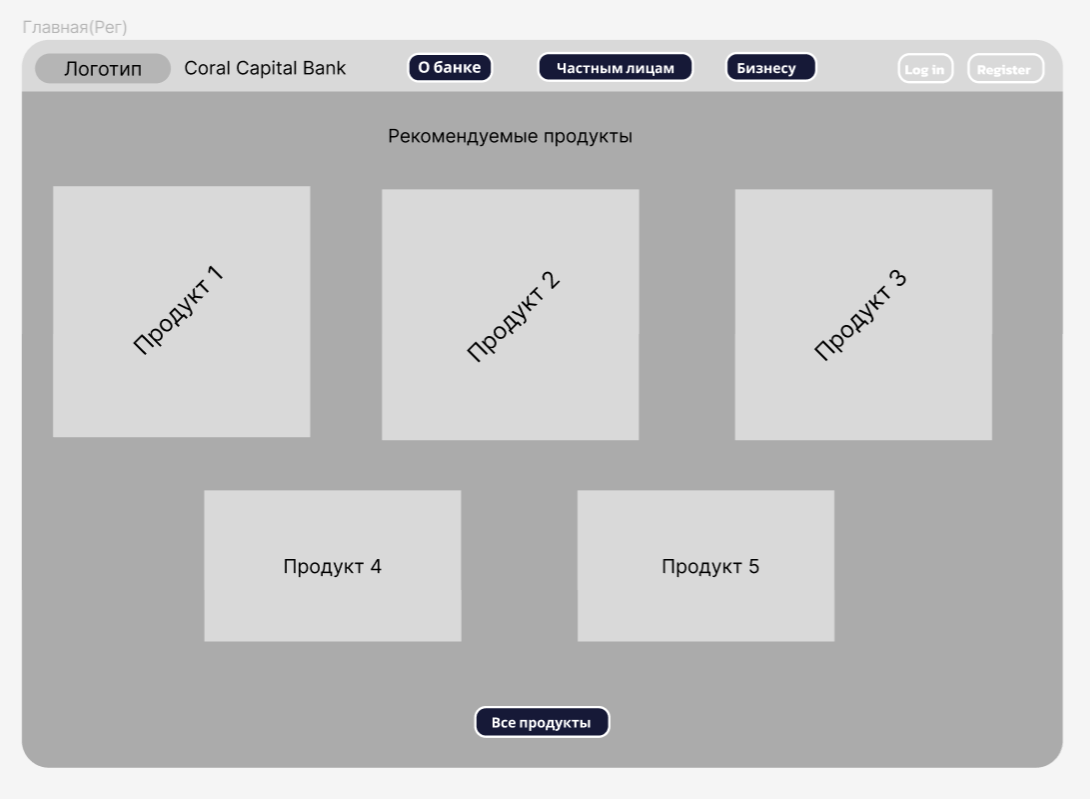 Главная(Рег)
Логотип
Coral Capital Bank
О банке
Частным лицам
Бизнесу
Log in
Register
Рекомендуемые продукты
Продукт 1
Продукт 2
Продукт 3
Продукт 4
Продукт 5
Все продукты